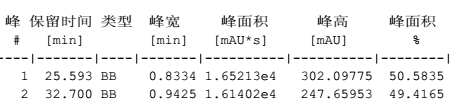 峰 保留时间 类型 峰宽 峰面积 峰高 峰面积
# [min] [min] [mAU*s] [mAU] %
----|-------|----|-------|----------|----------|--------|
1 25.593 BB 0.8334 1.65213e4 302.09775 50.5835
2 32.700 BB 0.9425 1.61402e4 247.65953 49.4165